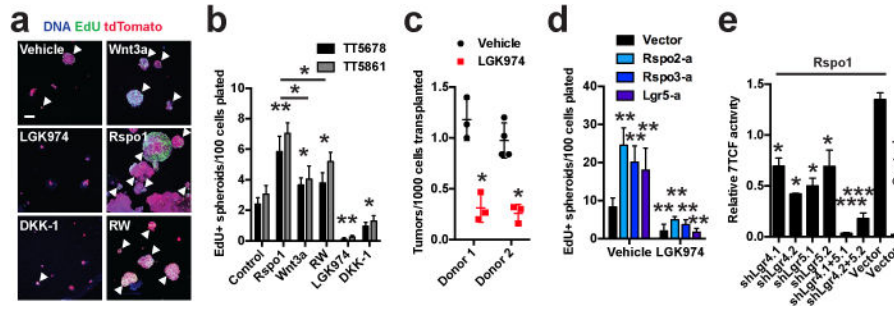 a
DNA EdU tdTomato
Vehicle
Wnt3a
LGK974
Rspo1
DKK-1
RW
b
TT5678
TT5861
EdU+ spheroids/100 cells plated
10
8
6
4
2
0
*
*
**
*
*
**
*
Control
Rspo1
Wnt3a
RW
LGK974
DKK-1
c
Vehicle
LGK974
Tumors/1000 cells transplanted
1.5
1.0
0.5
0.0
*
*
Donor 1
Donor 2
d
Vector
Rspo2-a
Rspo3-a
Lgr5-a
EdU+ spheroids/100 cells plated
60
40
20
0
**
**
**
**
**
**
**
**
**
Vehicle LGK974
e
Rspo1
Relative 7TCF activity
1.5
1.0
0.5
0.0
*
*
*
*
***
***
shLgr4.1
shLgr4.2
shLgr5.1
shLgr5.2
shLgr4.1+5.1
shLgr4.2+5.2
Vector
Vector